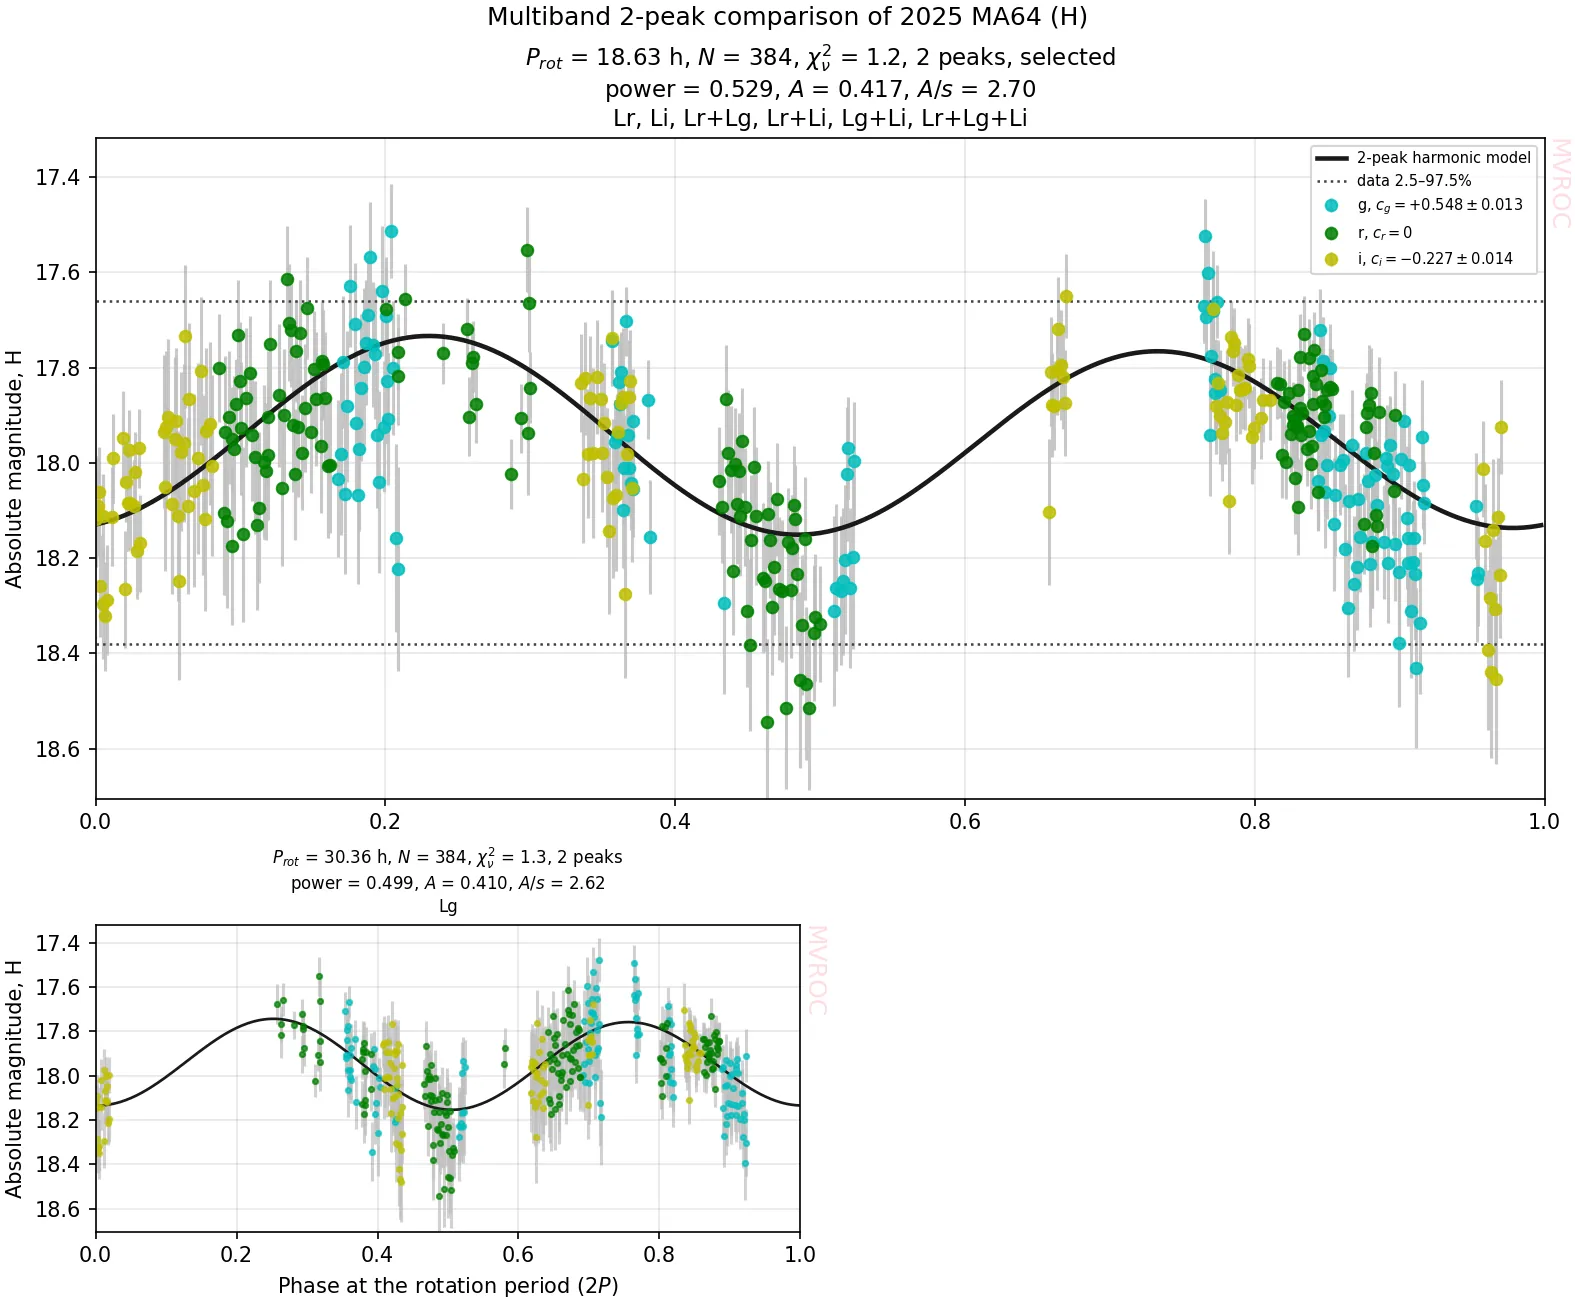 Multiband 2-peak comparison of 2025 MA64 (H)
P_rot = 18.63 h, N = 384, χ²_ν = 1.2, 2 peaks, selected
power = 0.529, A = 0.417, A/s = 2.70
Lr, Li, Lr+Lg, Lr+Li, Lg+Li, Lr+Lg+Li
2-peak harmonic model
data 2.5–97.5%
g, c_g = +0.548 ± 0.013
r, c_r = 0
i, c_i = −0.227 ± 0.014
MVROC
Absolute magnitude, H
17.4
17.6
17.8
18.0
18.2
18.4
18.6
0.0 0.2 0.4 0.6 0.8 1.0
P_rot = 30.36 h, N = 384, χ²_ν = 1.3, 2 peaks
power = 0.499, A = 0.410, A/s = 2.62
Lg
MVROC
Absolute magnitude, H
17.4
17.6
17.8
18.0
18.2
18.4
18.6
0.0 0.2 0.4 0.6 0.8 1.0
Phase at the rotation period (2P)